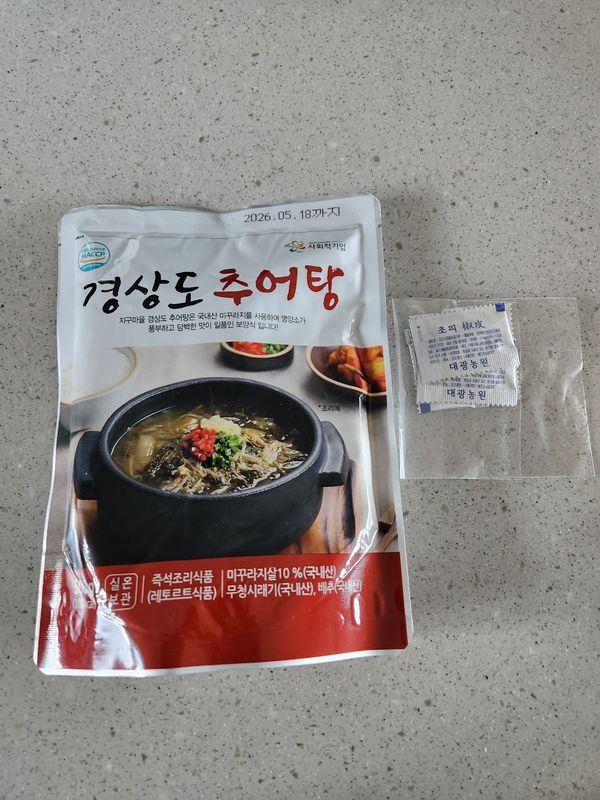 2026.05.18까지
HACCP
사회적기업
경상도 추어탕
지구마을 경상도 추어탕은 국내산 미꾸라지를 사용하여 영양소가
풍부하고 담백한 맛이 일품인 보양식 입니다!
*조리예
실온
보관
즉석조리식품
(레토르트식품)
미꾸라지살10 %(국내산)
무청시래기(국내산), 배추(국내산)
초피 椒皮
대광농원
대광농원